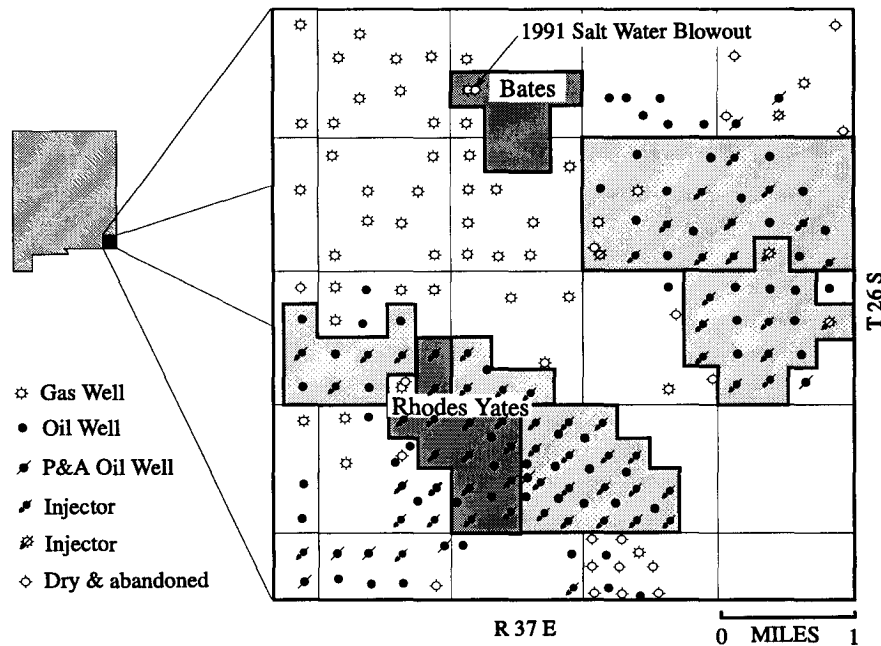 1991 Salt Water Blowout
Bates
T 26 S
Rhodes Yates
Gas Well
Oil Well
P&A Oil Well
Injector
Injector
Dry & abandoned
R 37 E
0 MILES 1